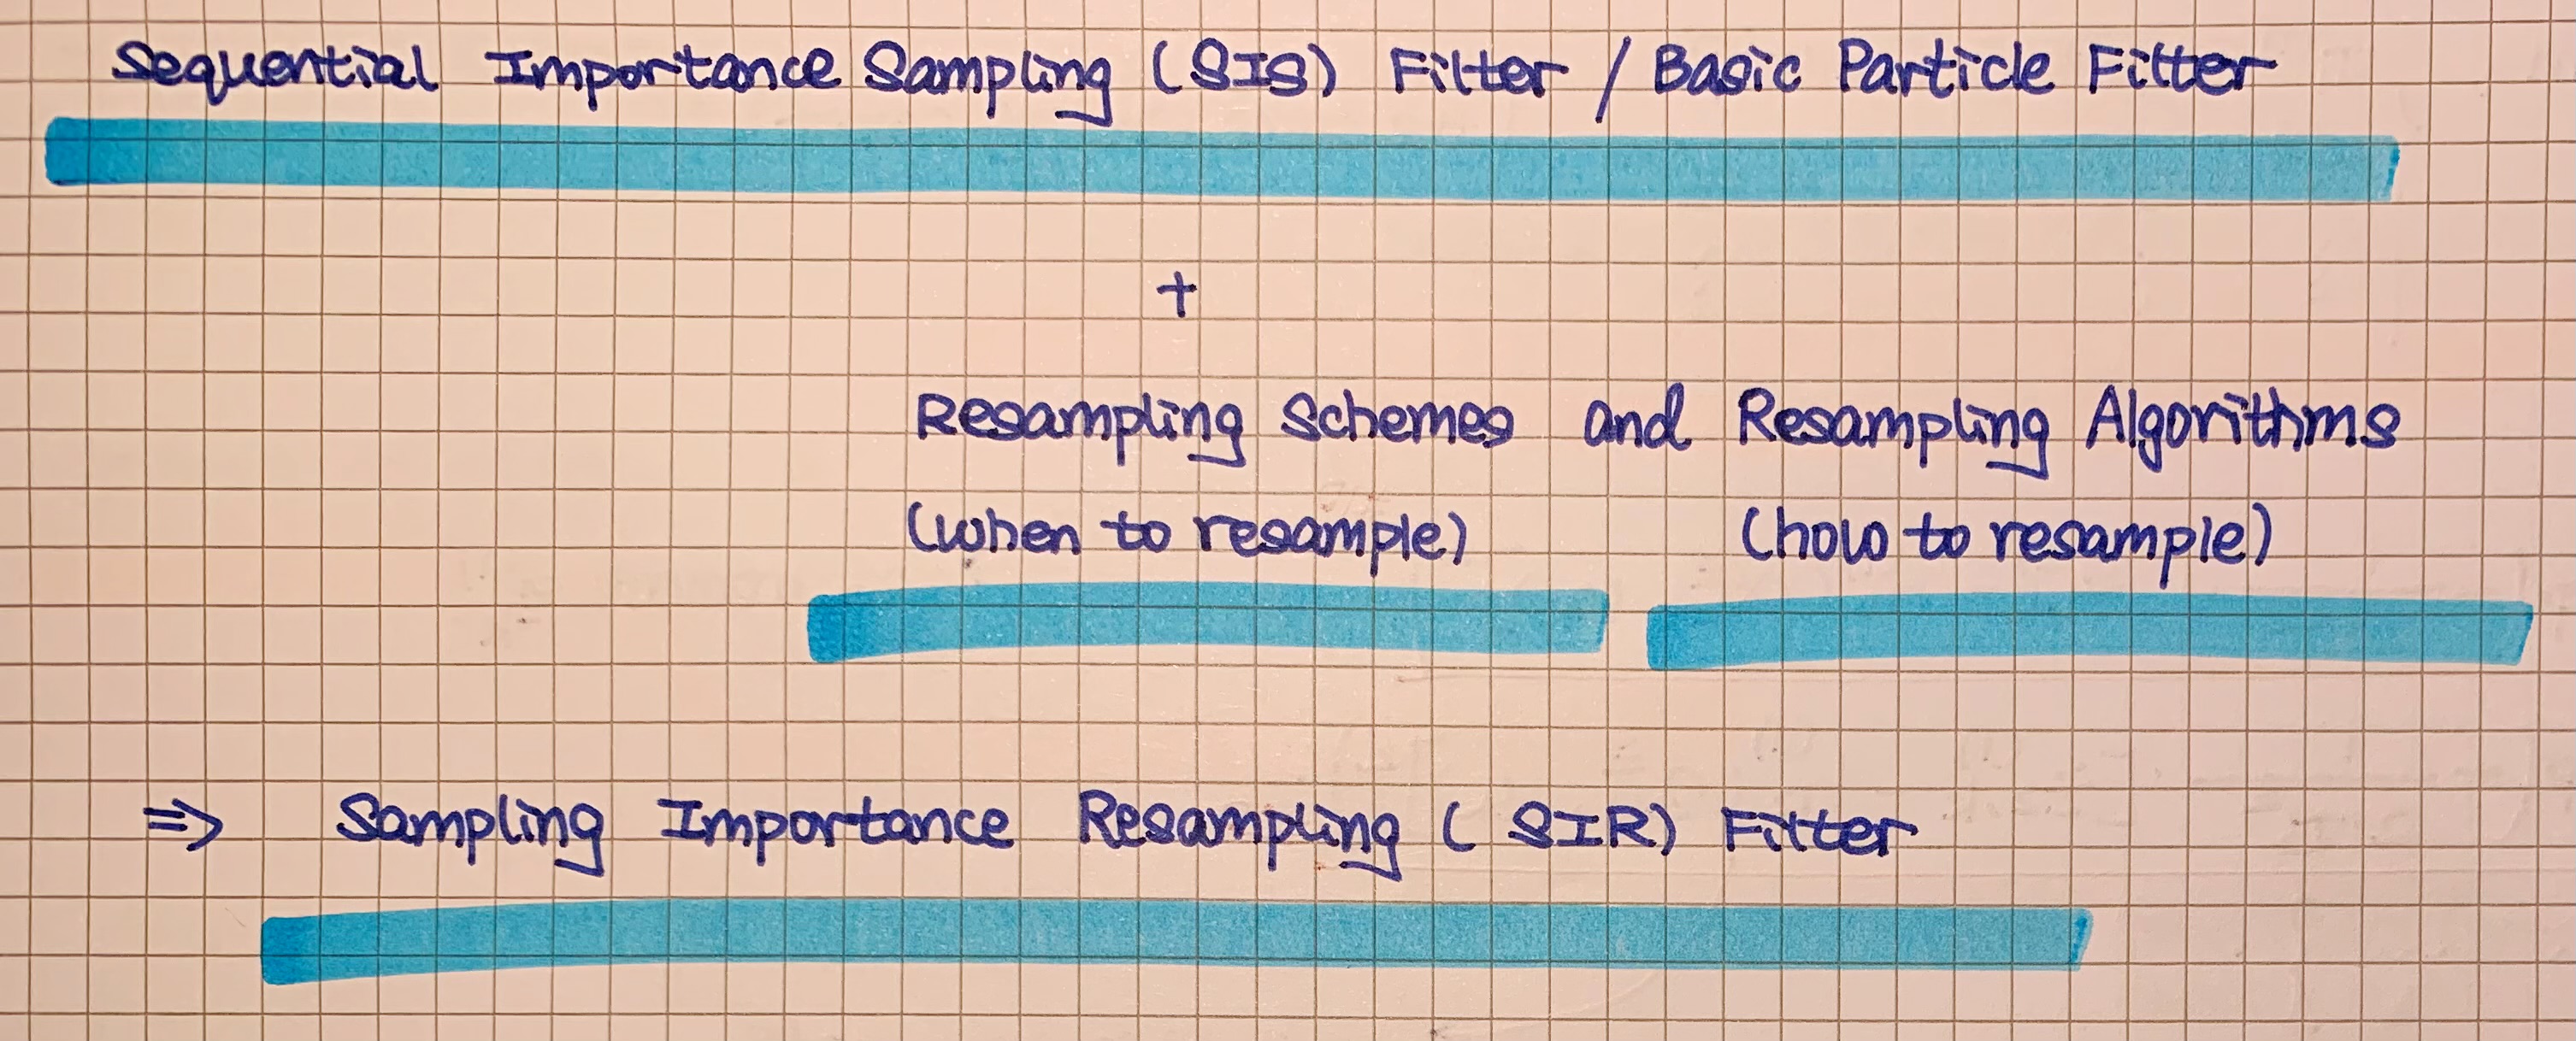 Sequential Importance Sampling (SIS) Filter / Basic Particle Filter
+
Resampling Schemes and Resampling Algorithms
(when to resample) (how to resample)
=> Sampling Importance Resampling (SIR) Filter